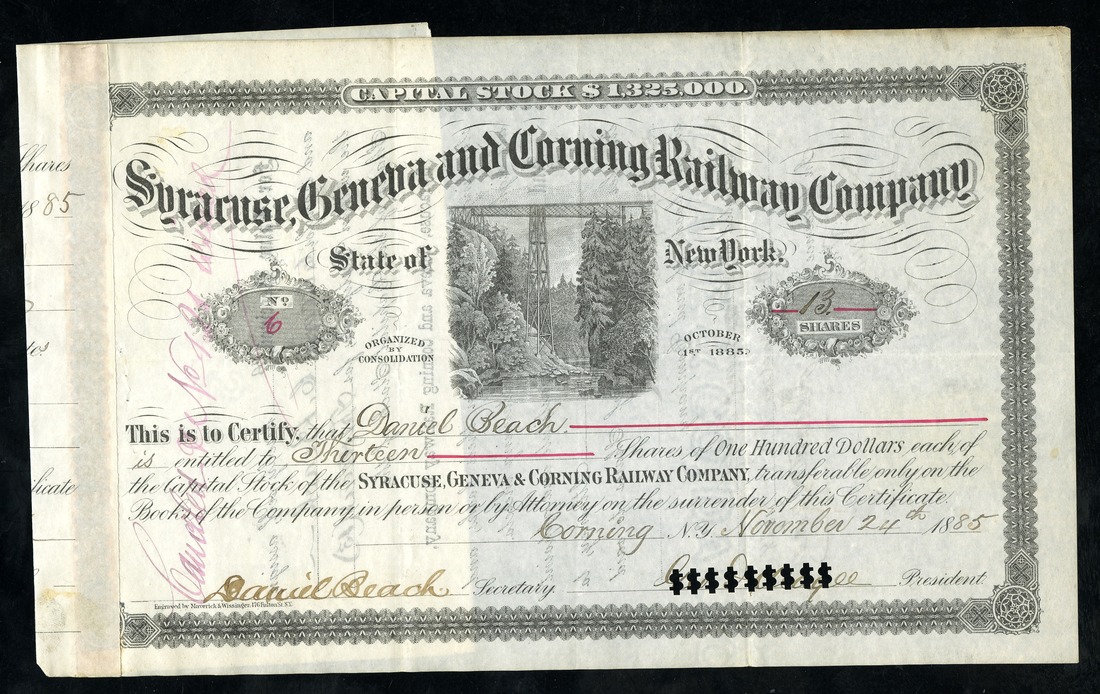 CAPITAL STOCK $1,325,000.
Syracuse, Geneva and Corning Railway Company
State of New York.
No
6
13
SHARES
ORGANIZED
BY
CONSOLIDATION
OCTOBER
1ST 1885.
This is to Certify, that Daniel Beach
is entitled to Thirteen Shares of One Hundred Dollars each, of
the Capital Stock of the SYRACUSE, GENEVA & CORNING RAILWAY COMPANY, transferable only on the
Books of the Company, in person or by Attorney on the surrender of this Certificate.
Corning N.Y. November 24th 1885
Daniel Beach Secretary. President.
Engraved by Maverick & Wissinger, 176 Fulton St. N.Y.
Shares
1885